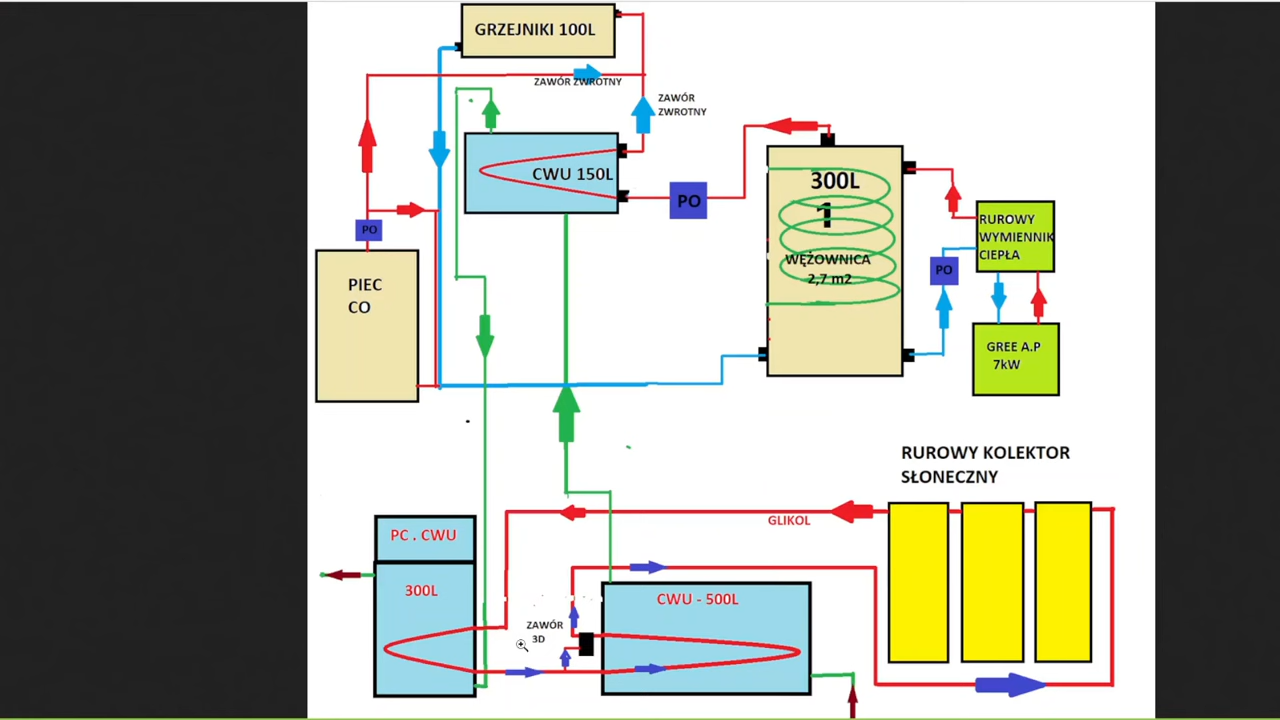 GRZEJNIKI 100L
ZAWÓR ZWROTNY
ZAWÓR
ZWROTNY
CWU 150L
PO
PO
PIEC
CO
300L
1
WĘŻOWNICA
2,7 m2
RUROWY
WYMIENNIK
CIEPŁA
PO
GREE A.P
7kW
RUROWY KOLEKTOR
SŁONECZNY
GLIKOL
PC . CWU
300L
ZAWÓR
3D
CWU - 500L